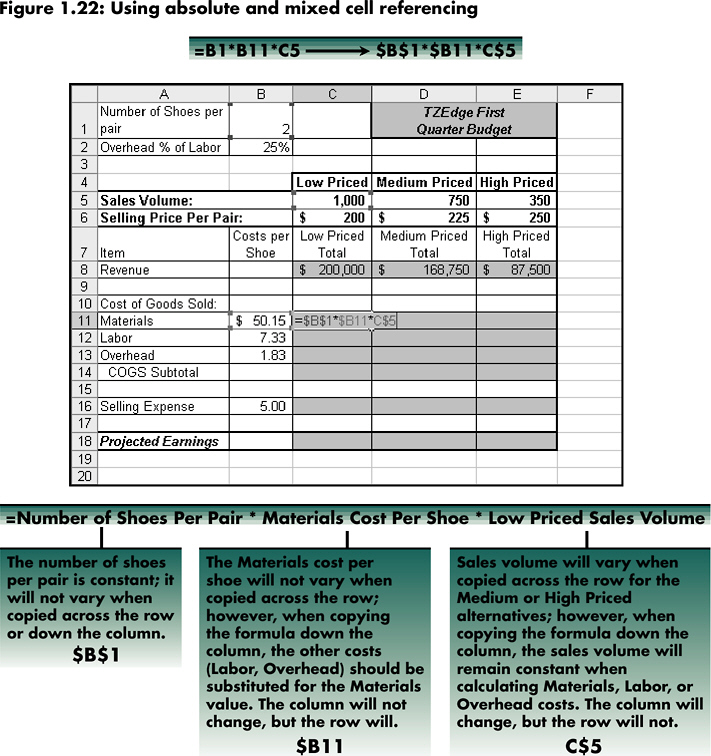 Figure 1.22: Using absolute and mixed cell referencing
=B1*B11*C5 → $B$1*$B11*C$5
A B C D E F
Number of Shoes per TZEdge First
1 pair 2 Quarter Budget
2 Overhead % of Labor 25%
3
4 Low Priced Medium Priced High Priced
5 Sales Volume: 1,000 750 350
6 Selling Price Per Pair: $ 200 $ 225 $ 250
Costs per Low Priced Medium Priced High Priced
7 Item Shoe Total Total Total
8 Revenue $ 200,000 $ 168,750 $ 87,500
9
10 Cost of Goods Sold:
11 Materials $ 50.15 =$B$1*$B11*C$5
12 Labor 7.33
13 Overhead 1.83
14 COGS Subtotal
15
16 Selling Expense 5.00
17
18 Projected Earnings
19
20
=Number of Shoes Per Pair * Materials Cost Per Shoe * Low Priced Sales Volume
The number of shoes
per pair is constant; it
will not vary when
copied across the row
or down the column.
$B$1
The Materials cost per
shoe will not vary when
copied across the row;
however, when copying
the formula down the
column, the other costs
(Labor, Overhead) should be
substituted for the Materials
value. The column will not
change, but the row will.
$B11
Sales volume will vary when
copied across the row for the
Medium or High Priced
alternatives; however, when
copying the formula down the
column, the sales volume will
remain constant when
calculating Materials, Labor, or
Overhead costs. The column will
change, but the row will not.
C$5